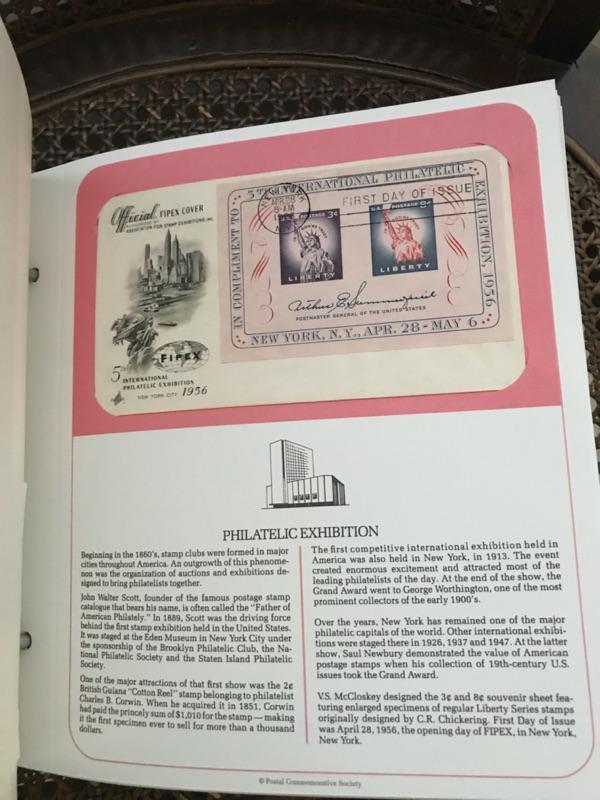 Official FIPEX COVER
AUTHORIZED BY
ASSOCIATION FOR STAMP EXHIBITIONS INC.
FIPEX
5TH INTERNATIONAL
PHILATELIC EXHIBITION
NEW YORK CITY 1956
IN COMPLIMENT TO
5TH INTERNATIONAL PHILATELIC
EXHIBITION, 1956
APR 28
FIRST DAY OF ISSUE
U.S. POSTAGE 3¢
IN GOD WE TRUST
LIBERTY
U.S. POSTAGE 8¢
LIBERTY
Arthur E Summerfield
POSTMASTER GENERAL OF THE UNITED STATES
NEW YORK, N.Y., APR. 28 - MAY 6
PHILATELIC EXHIBITION
Beginning in the 1860's, stamp clubs were formed in major
cities throughout America. An outgrowth of this phenome-
non was the organization of auctions and exhibitions de-
signed to bring philatelists together.
John Walter Scott, founder of the famous postage stamp
catalogue that bears his name, is often called the "Father of
American Philately." In 1889, Scott was the driving force
behind the first stamp exhibition held in the United States.
It was staged at the Eden Museum in New York City under
the sponsorship of the Brooklyn Philatelic Club, the Na-
tional Philatelic Society and the Staten Island Philatelic
Society.
One of the major attractions of that first show was the 2¢
British Guiana "Cotton Reel" stamp belonging to philatelist
Charles B. Corwin. When he acquired it in 1851, Corwin
had paid the princely sum of $1,010 for the stamp — making
it the first specimen ever to sell for more than a thousand
dollars.
The first competitive international exhibition held in
America was also held in New York, in 1913. The event
created enormous excitement and attracted most of the
leading philatelists of the day. At the end of the show, the
Grand Award went to George Worthington, one of the most
prominent collectors of the early 1900's.
Over the years, New York has remained one of the major
philatelic capitals of the world. Other international exhibi-
tions were staged there in 1926, 1937 and 1947. At the latter
show, Saul Newbury demonstrated the value of American
postage stamps when his collection of 19th-century U.S.
issues took the Grand Award.
V.S. McCloskey designed the 3¢ and 8¢ souvenir sheet fea-
turing enlarged specimens of regular Liberty Series stamps
originally designed by C.R. Chickering. First Day of Issue
was April 28, 1956, the opening day of FIPEX, in New York,
New York.
© Postal Commemorative Society